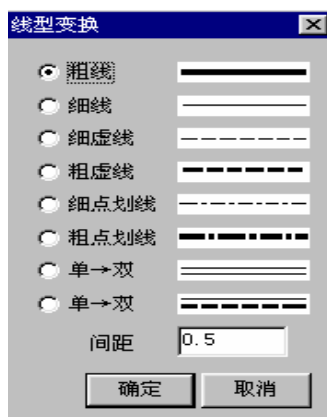 线型变换
粗线
细线
细虚线
粗虚线
细点划线
粗点划线
单→双
单→双
间距 0.5
确定 取消